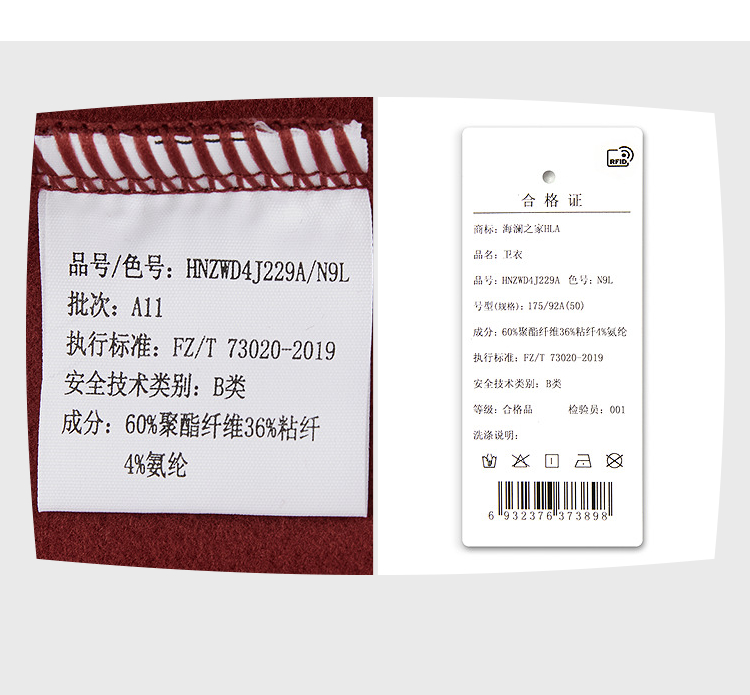 品号/色号: HNZWD4J229A/N9L
批次: A11
执行标准: FZ/T 73020-2019
安全技术类别: B类
成分: 60%聚酯纤维36%粘纤
4%氨纶
RFID
合格证
商标: 海澜之家HLA
品名: 卫衣
品号: HNZWD4J229A 色号: N9L
号型(规格): 175/92A(50)
成分: 60%聚酯纤维36%粘纤4%氨纶
执行标准: FZ/T 73020-2019
安全技术类别: B类
等级: 合格品 检验员: 001
洗涤说明:
6 932376 373898